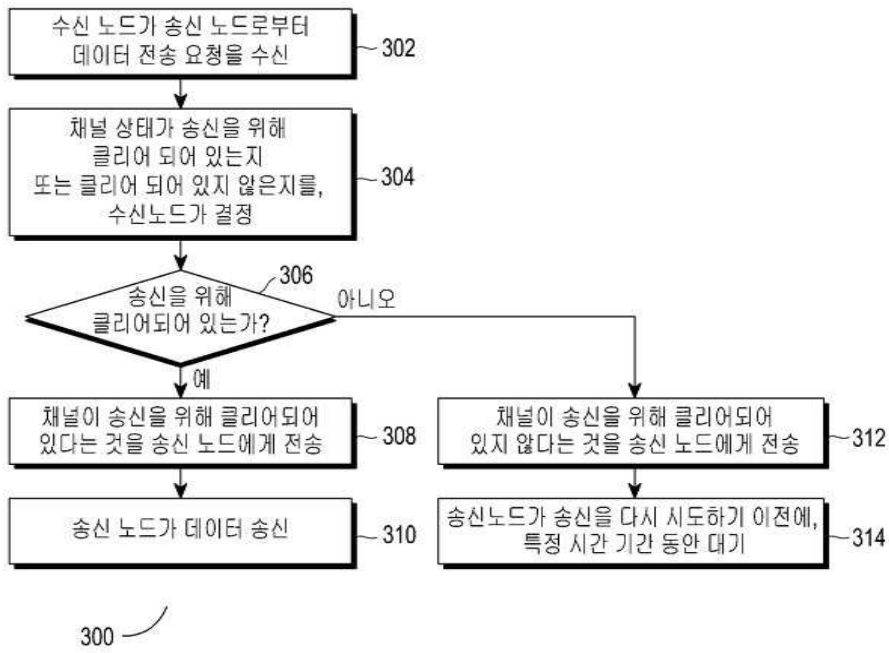 수신 노드가 송신 노드로부터
데이터 전송 요청을 수신
302
채널 상태가 송신을 위해
클리어 되어 있는지
또는 클리어 되어 있지 않은지를,
수신노드가 결정
304
306
송신을 위해
클리어되어 있는가?
아니오
예
채널이 송신을 위해 클리어되어
있다는 것을 송신 노드에게 전송
308
채널이 송신을 위해 클리어되어
있지 않다는 것을 송신 노드에게 전송
312
송신 노드가 데이터 송신
310
송신노드가 송신을 다시 시도하기 이전에,
특정 시간 기간 동안 대기
314
300